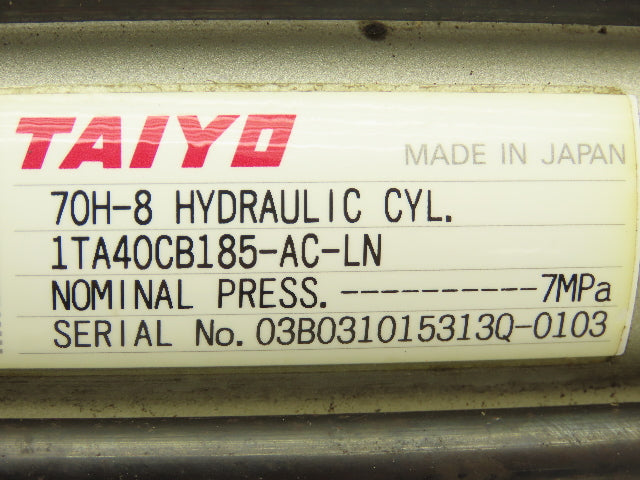 TAIYO
MADE IN JAPAN
70H-8 HYDRAULIC CYL.
1TA40CB185-AC-LN
NOMINAL PRESS. ----------7MPa
SERIAL No. 03B031015313Q-0103